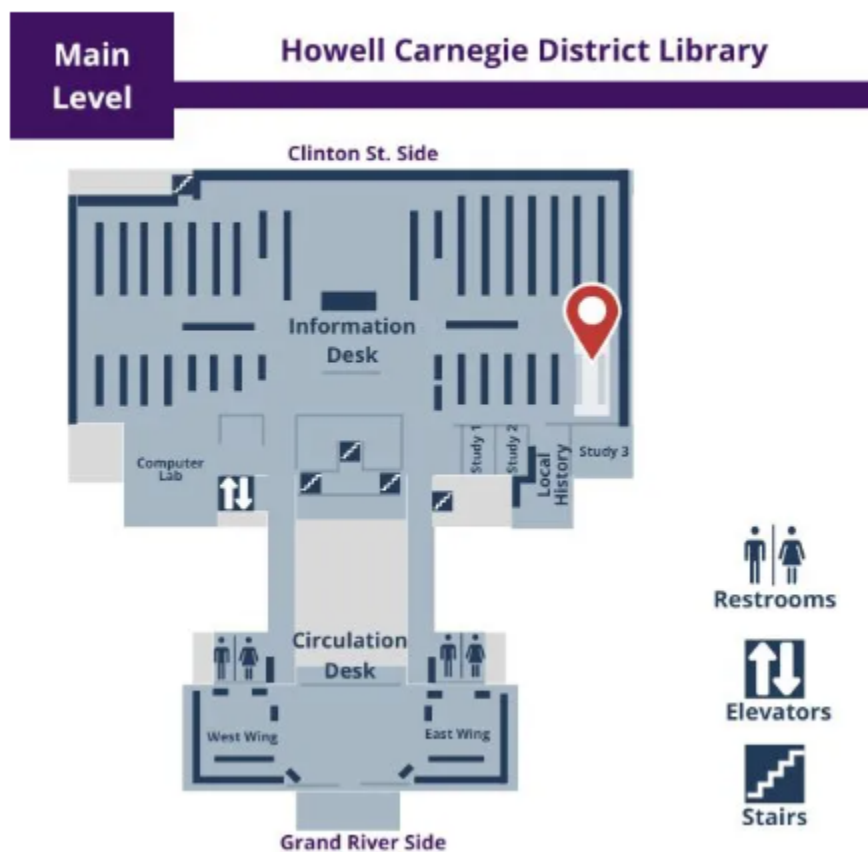 Main
Level
Howell Carnegie District Library
Clinton St. Side
Information
Desk
Computer
Lab
Study 1
Study 2
Local
History
Study 3
Restrooms
Circulation
Desk
Elevators
West Wing
East Wing
Stairs
Grand River Side